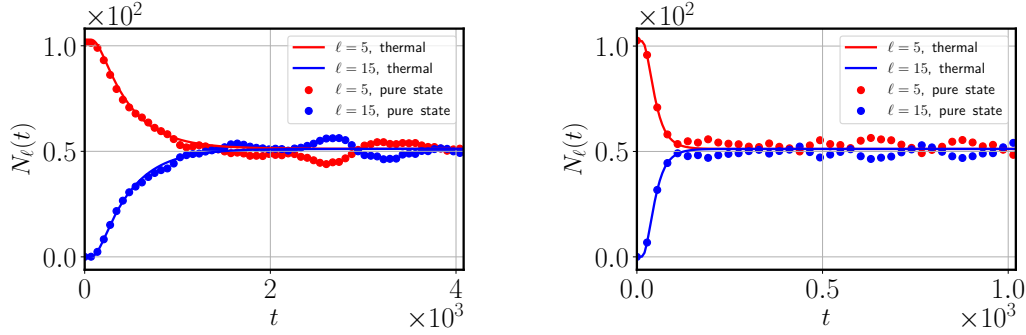 ×10²
1.0
0.5
0.0
N_ℓ(t)
ℓ = 5, thermal
ℓ = 15, thermal
ℓ = 5, pure state
ℓ = 15, pure state
0
2
4
t
×10³
×10²
1.0
0.5
0.0
N_ℓ(t)
ℓ = 5, thermal
ℓ = 15, thermal
ℓ = 5, pure state
ℓ = 15, pure state
0.0
0.5
1.0
t
×10³